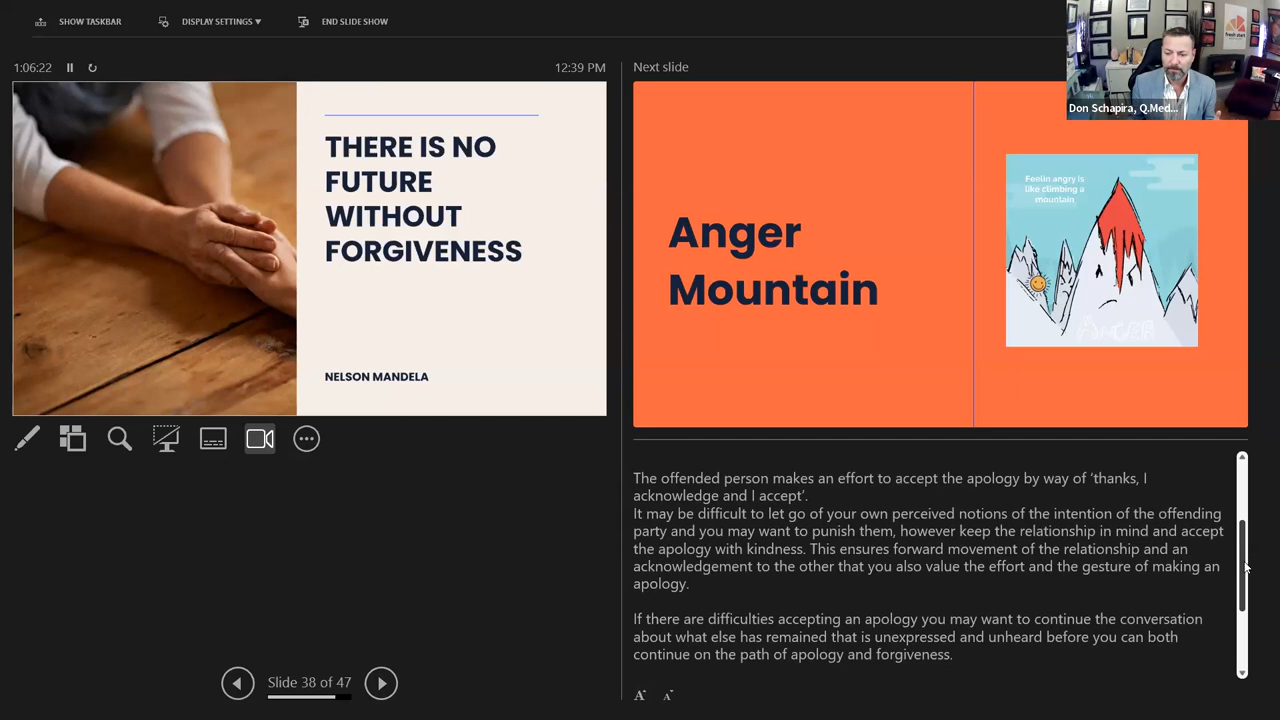 SHOW TASKBAR
DISPLAY SETTINGS ▼
END SLIDE SHOW
fresh start
Don Schapira, Q.Med...
1:06:22
12:39 PM
Next slide
THERE IS NO
FUTURE
WITHOUT
FORGIVENESS
NELSON MANDELA
Anger
Mountain
Feelin angry is
like climbing a
mountain
The offended person makes an effort to accept the apology by way of ‘thanks, I
acknowledge and I accept’.
It may be difficult to let go of your own perceived notions of the intention of the offending
party and you may want to punish them, however keep the relationship in mind and accept
the apology with kindness. This ensures forward movement of the relationship and an
acknowledgement to the other that you also value the effort and the gesture of making an
apology.
If there are difficulties accepting an apology you may want to continue the conversation
about what else has remained that is unexpressed and unheard before you can both
continue on the path of apology and forgiveness.
Slide 38 of 47
A A